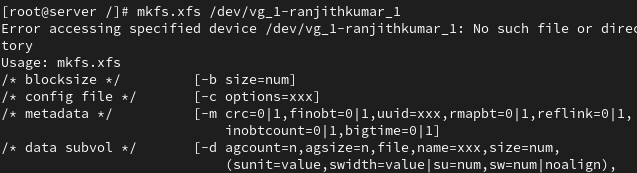 [root@server /]# mkfs.xfs /dev/vg_1-ranjithkumar_1
Error accessing specified device /dev/vg_1-ranjithkumar_1: No such file or direc
tory
Usage: mkfs.xfs
/* blocksize */         [-b size=num]
/* config file */       [-c options=xxx]
/* metadata */          [-m crc=0|1,finobt=0|1,uuid=xxx,rmapbt=0|1,reflink=0|1,
                            inobtcount=0|1,bigtime=0|1]
/* data subvol */       [-d agcount=n,agsize=n,file,name=xxx,size=num,
                            (sunit=value,swidth=value|su=num,sw=num|noalign),